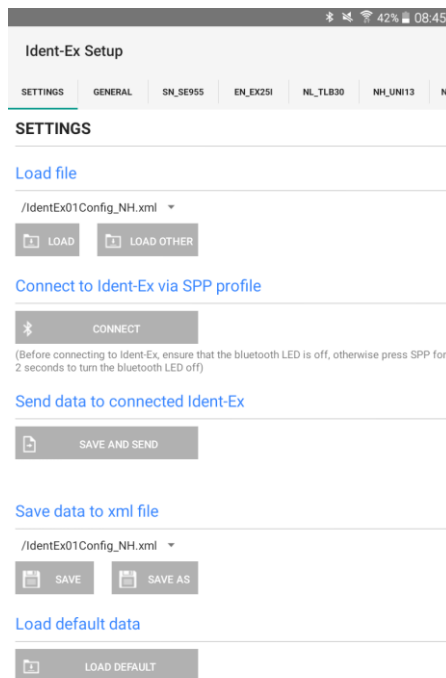 42% 08:45
Ident-Ex Setup
SETTINGS GENERAL SN_SE955 EN_EX25I NL_TLB30 NH_UNI13 N
SETTINGS
Load file
/IdentEx01Config_NH.xml
LOAD LOAD OTHER
Connect to Ident-Ex via SPP profile
CONNECT
(Before connecting to Ident-Ex, ensure that the bluetooth LED is off, otherwise press SPP for
2 seconds to turn the bluetooth LED off)
Send data to connected Ident-Ex
SAVE AND SEND
Save data to xml file
/IdentEx01Config_NH.xml
SAVE SAVE AS
Load default data
LOAD DEFAULT